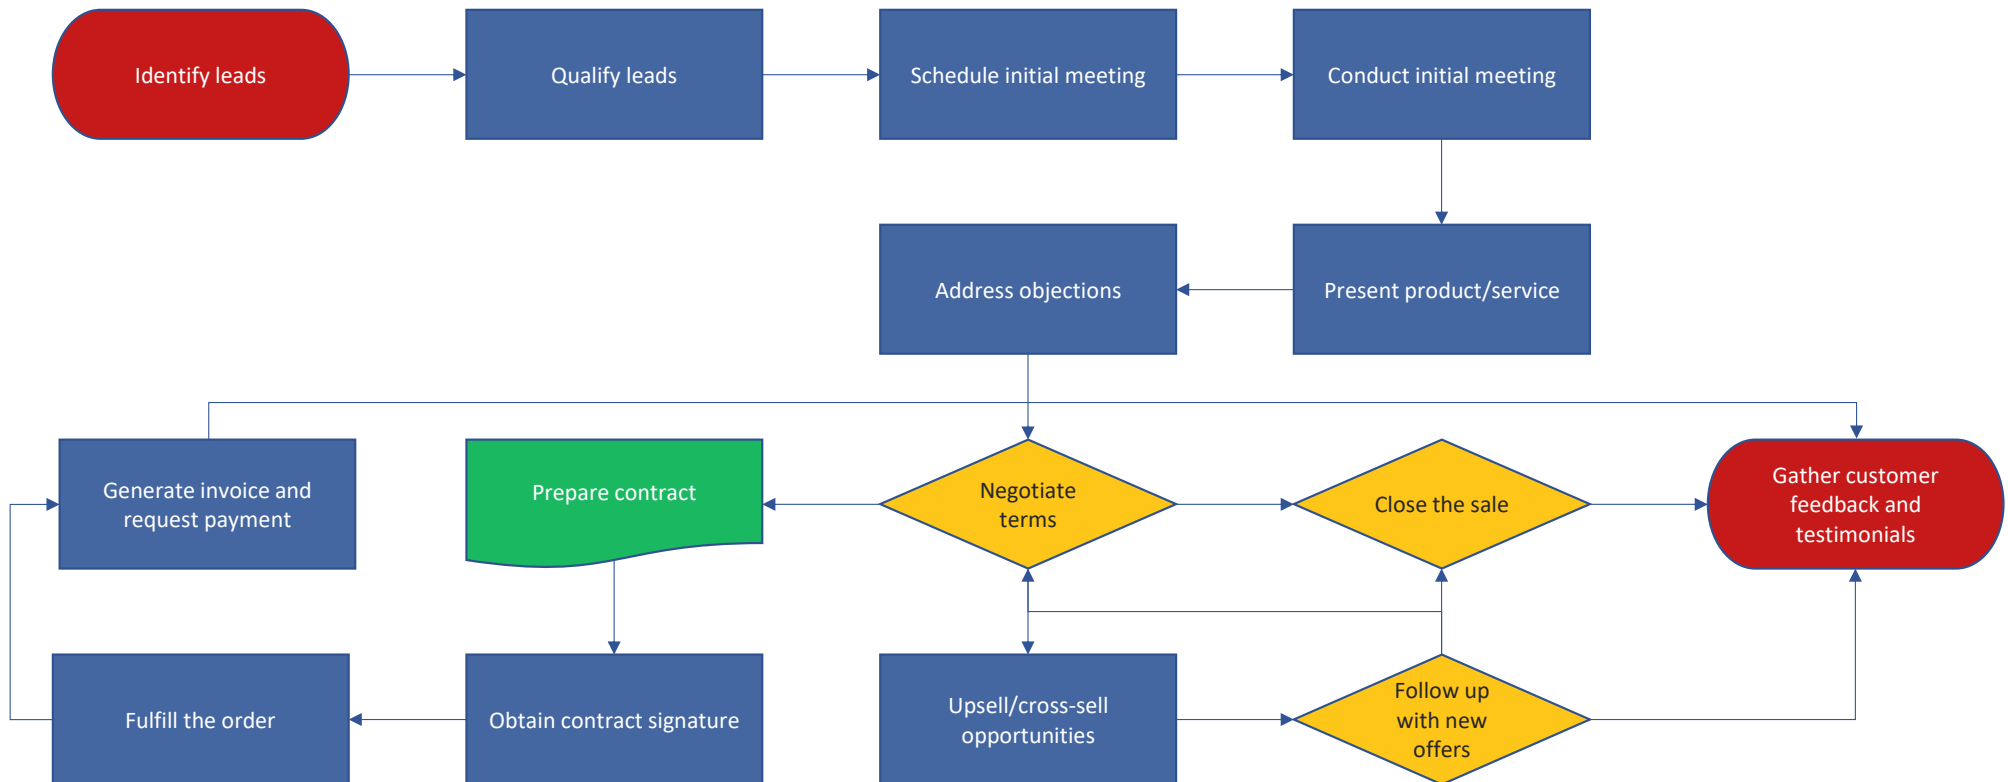 Identify leads
Qualify leads
Schedule initial meeting
Conduct initial meeting
Address objections
Present product/service
Generate invoice and
request payment
Prepare contract
Negotiate
terms
Close the sale
Gather customer
feedback and
testimonials
Fulfill the order
Obtain contract signature
Upsell/cross-sell
opportunities
Follow up
with new
offers